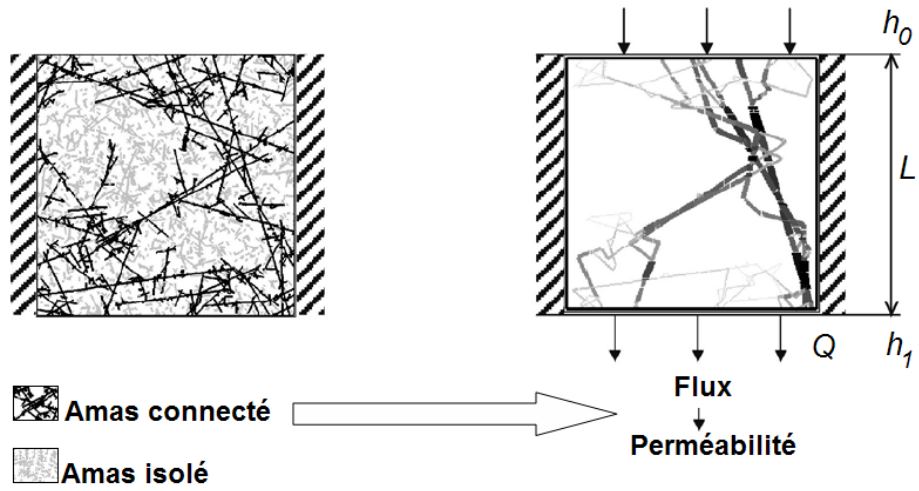 h0
L
Q
h1
Flux
Perméabilité
Amas connecté
Amas isolé